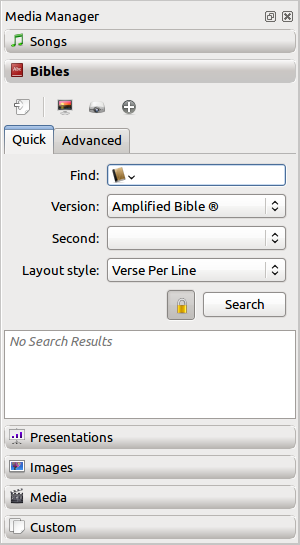 Media Manager
Songs
Bibles
Quick Advanced
Find:
Version: Amplified Bible ®
Second:
Layout style: Verse Per Line
Search
No Search Results
Presentations
Images
Media
Custom